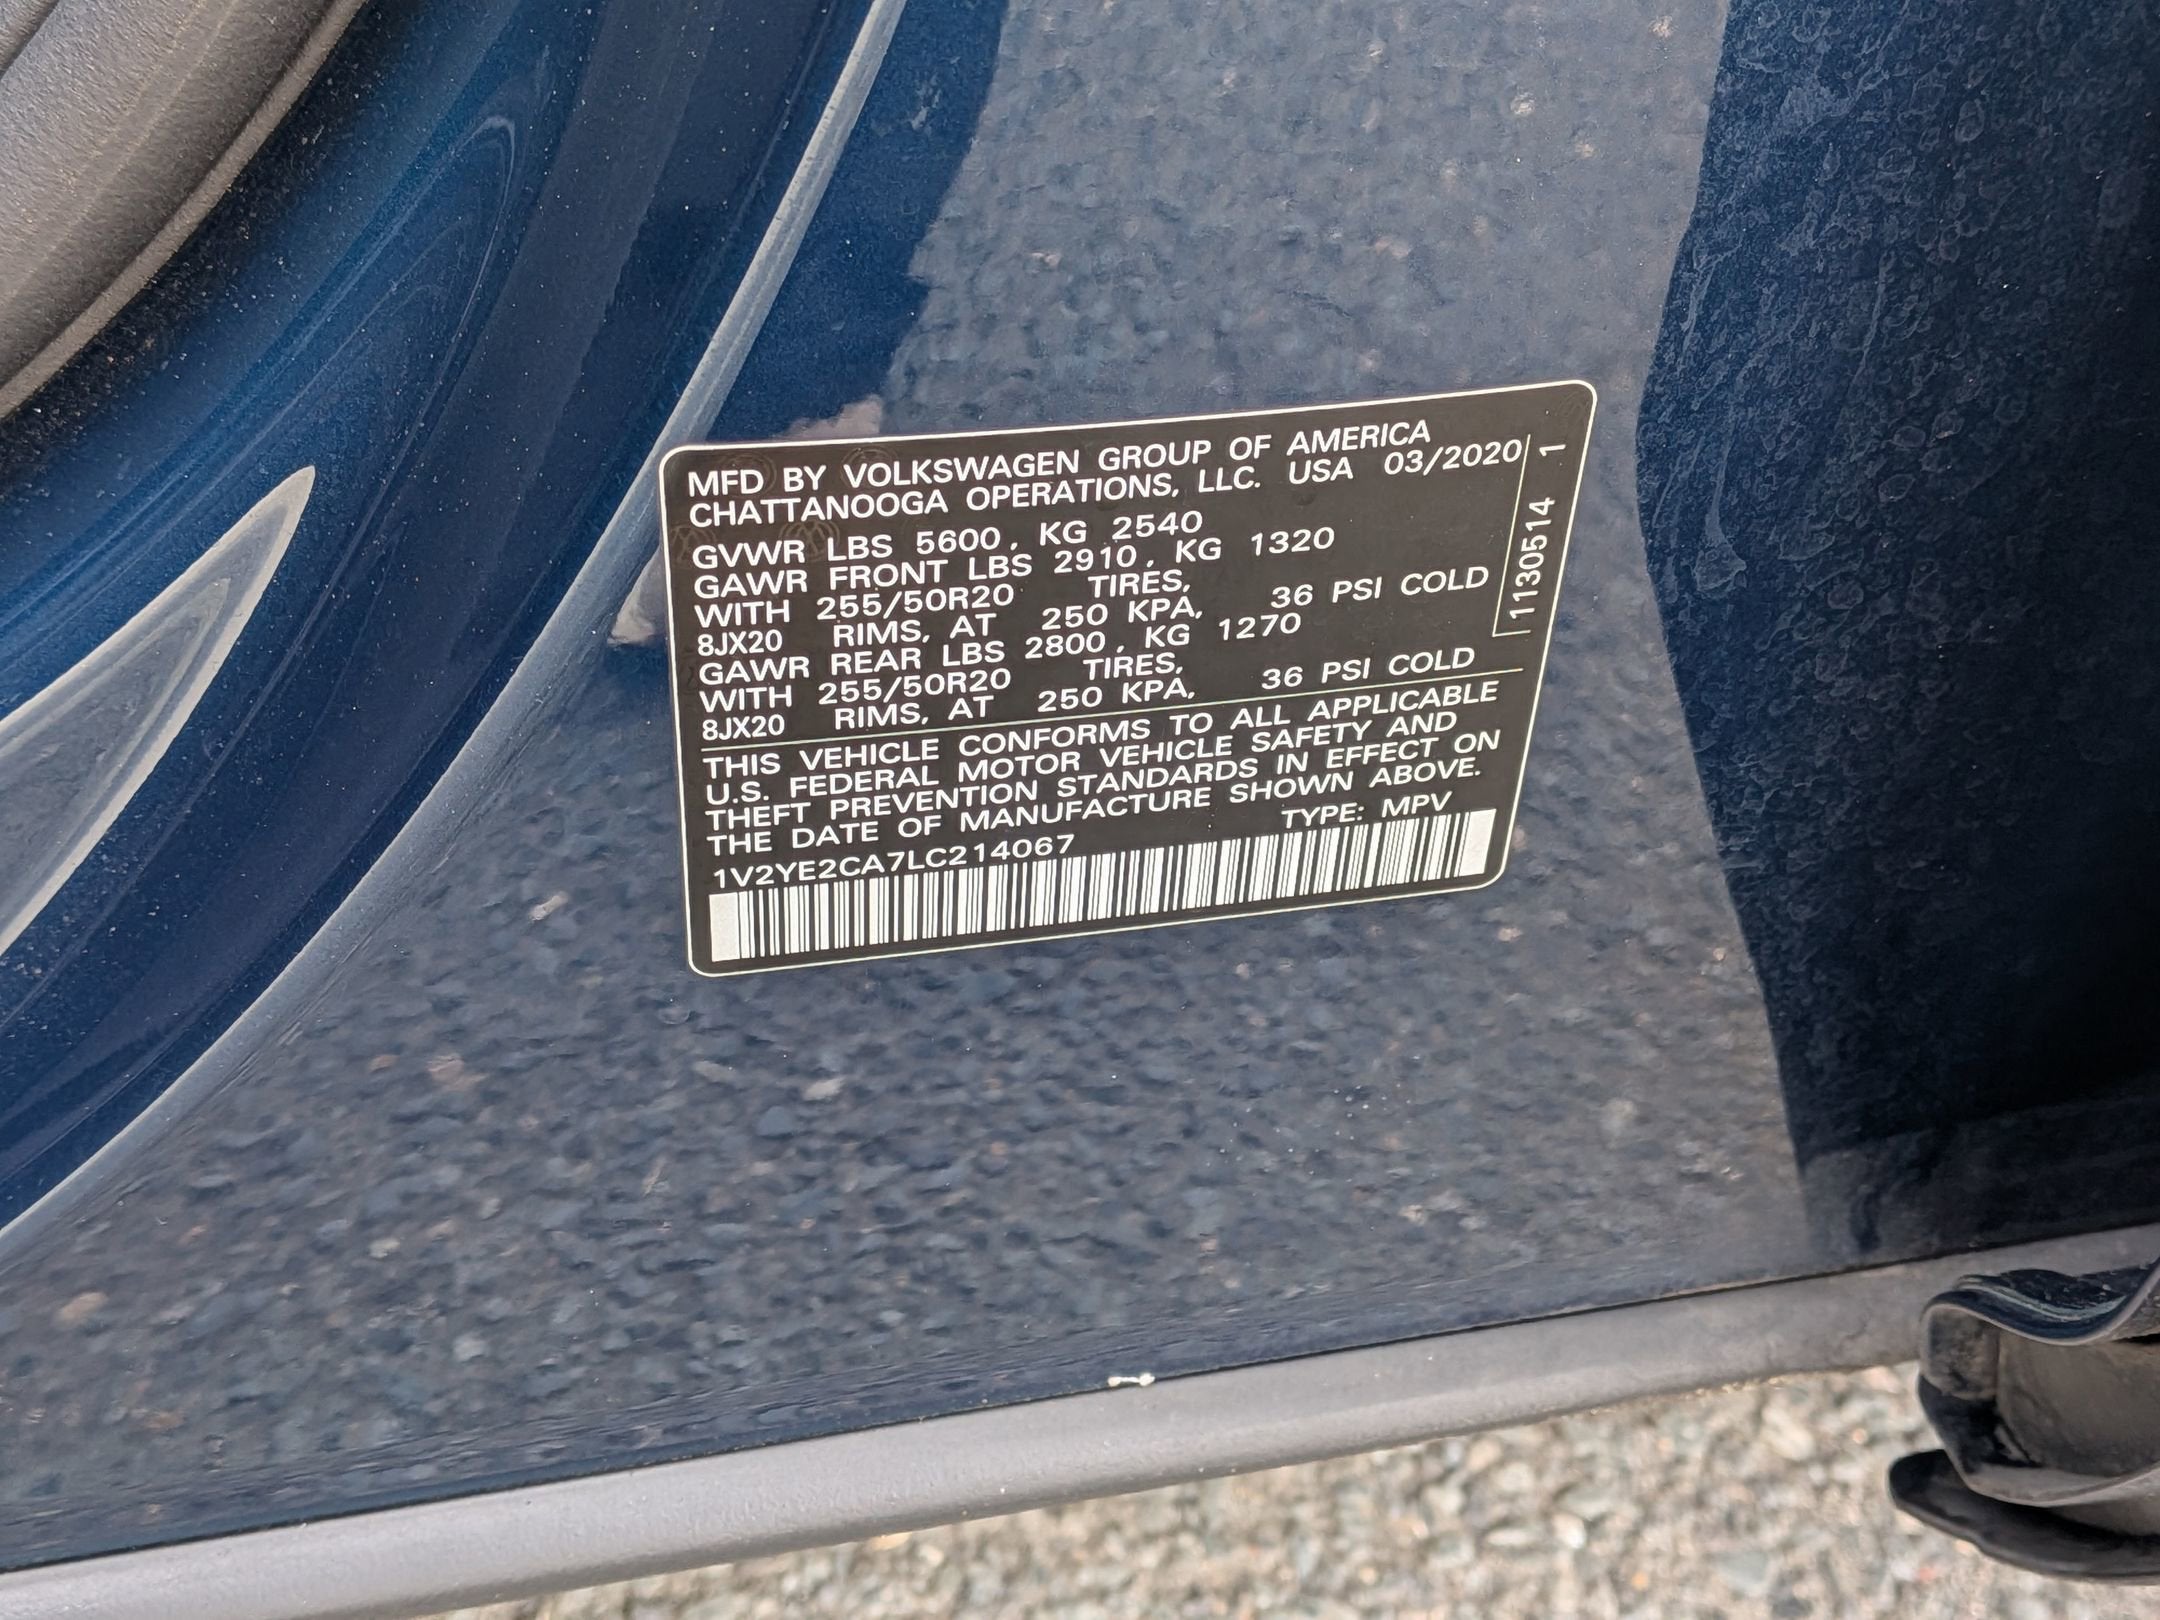 MFD BY VOLKSWAGEN GROUP OF AMERICA
CHATTANOOGA OPERATIONS, LLC. USA 03/2020
GVWR LBS 5600, KG 2540
GAWR FRONT LBS 2910, KG 1320
WITH 255/50R20 TIRES,
8JX20 RIMS, AT 250 KPA, 36 PSI COLD
GAWR REAR LBS 2800, KG 1270
WITH 255/50R20 TIRES,
8JX20 RIMS, AT 250 KPA, 36 PSI COLD
THIS VEHICLE CONFORMS TO ALL APPLICABLE
U.S. FEDERAL MOTOR VEHICLE SAFETY AND
THEFT PREVENTION STANDARDS IN EFFECT ON
THE DATE OF MANUFACTURE SHOWN ABOVE.
1V2YE2CA7LC214067 TYPE: MPV
1130514 1